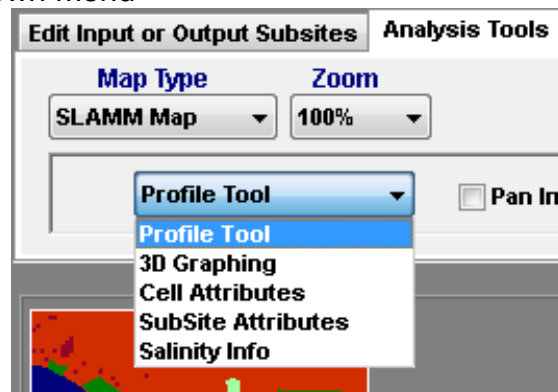 Edit Input or Output Subsites Analysis Tools
Map Type Zoom
SLAMM Map 100%
Profile Tool Pan In
Profile Tool
3D Graphing
Cell Attributes
SubSite Attributes
Salinity Info